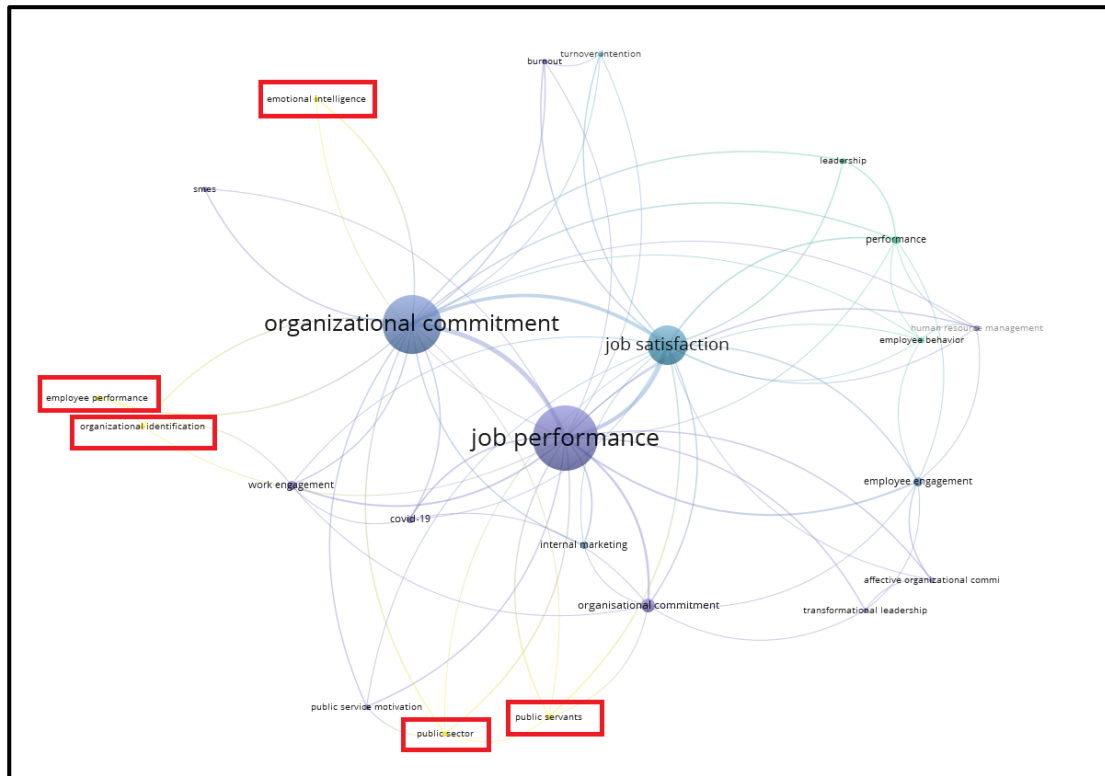 turnover intention
burnout
emotional intelligence
leadership
smes
performance
organizational commitment
human resource management
job satisfaction
employee behavior
employee performance
organizational identification
job performance
work engagement
employee engagement
covid-19
internal marketing
affective organizational commi
organisational commitment
transformational leadership
public service motivation
public servants
public sector